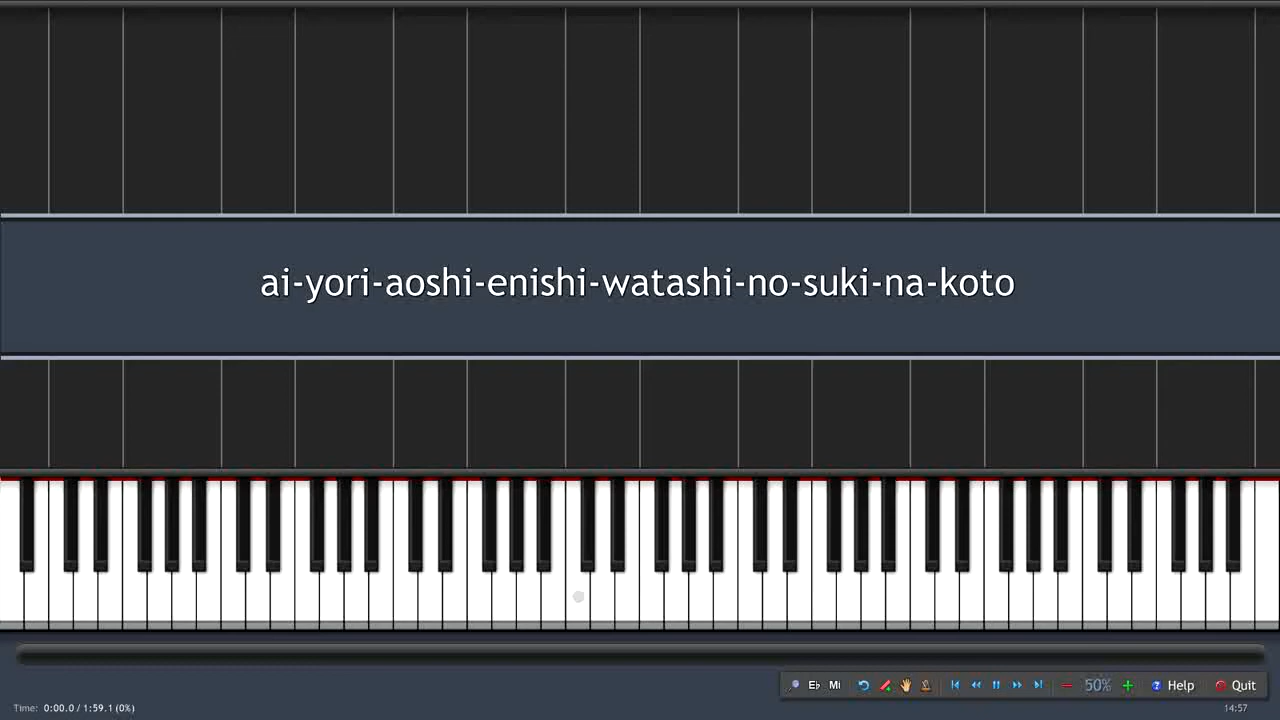 ai-yori-aoshi-enishi-watashi-no-suki-na-koto
E♭ Mi 50% Help Quit
Time: 0:00.0 / 1:59.1 (0%) 14:57